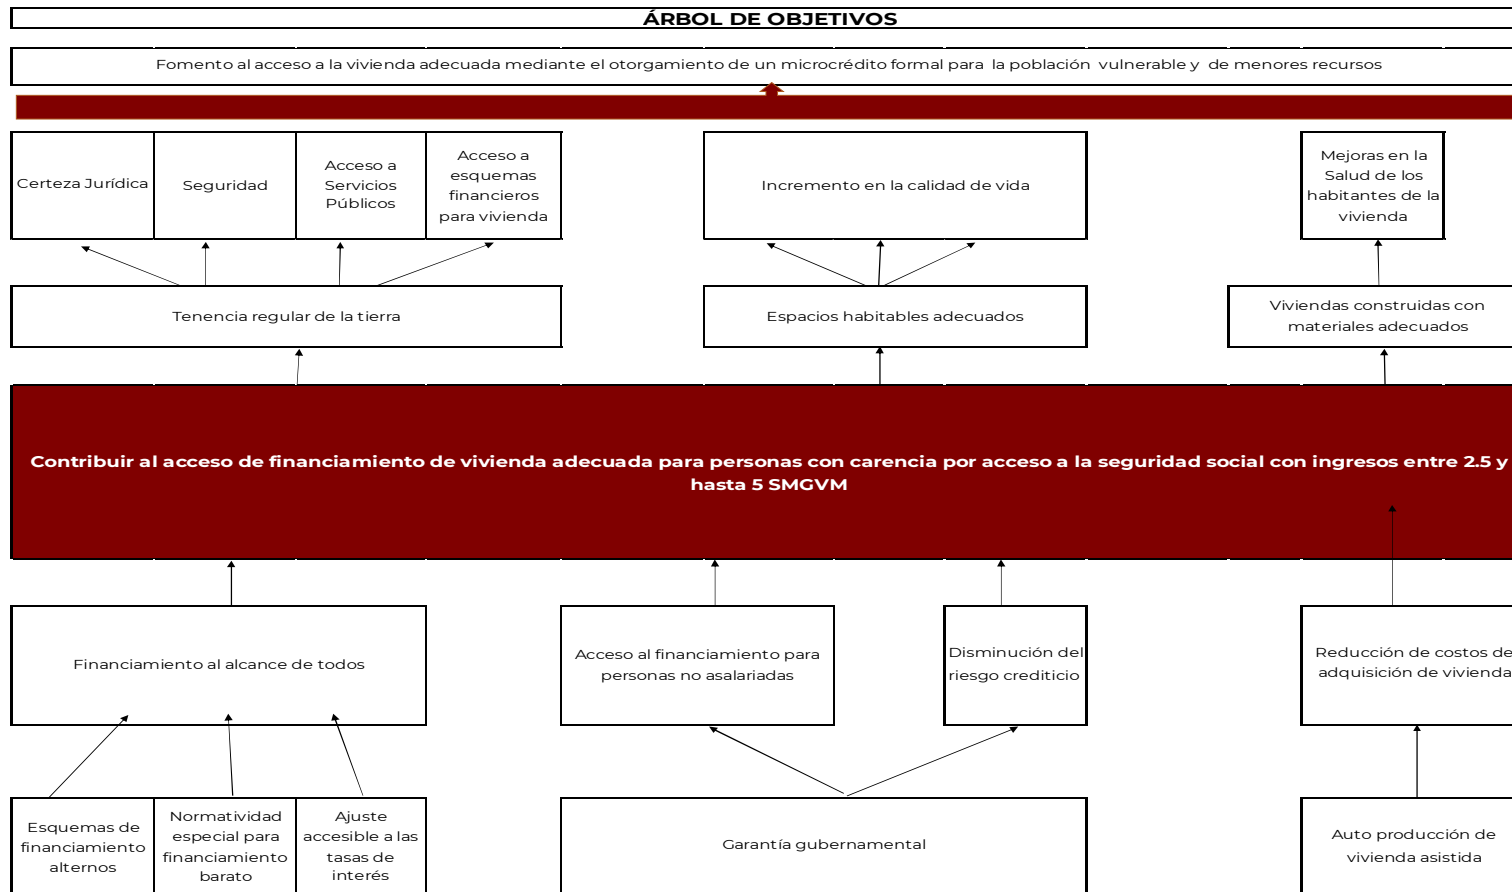 ÁRBOL DE OBJETIVOS
Fomento al acceso a la vivienda adecuada mediante el otorgamiento de un microcrédito formal para la población vulnerable y de menores recursos
Certeza Jurídica
Seguridad
Acceso a
Servicios
Públicos
Acceso a
esquemas
financieros
para vivienda
Incremento en la calidad de vida
Mejoras en la
Salud de los
habitantes de la
vivienda
Tenencia regular de la tierra
Espacios habitables adecuados
Viviendas construidas con
materiales adecuados
Contribuir al acceso de financiamiento de vivienda adecuada para personas con carencia por acceso a la seguridad social con ingresos entre 2.5 y
hasta 5 SMGVM
Financiamiento al alcance de todos
Acceso al financiamiento para
personas no asalariadas
Disminución del
riesgo crediticio
Reducción de costos de
adquisición de vivienda
Esquemas de
financiamiento
alternos
Normatividad
especial para
financiamiento
barato
Ajuste
accesible a las
tasas de
interés
Garantía gubernamental
Auto producción de
vivienda asistida